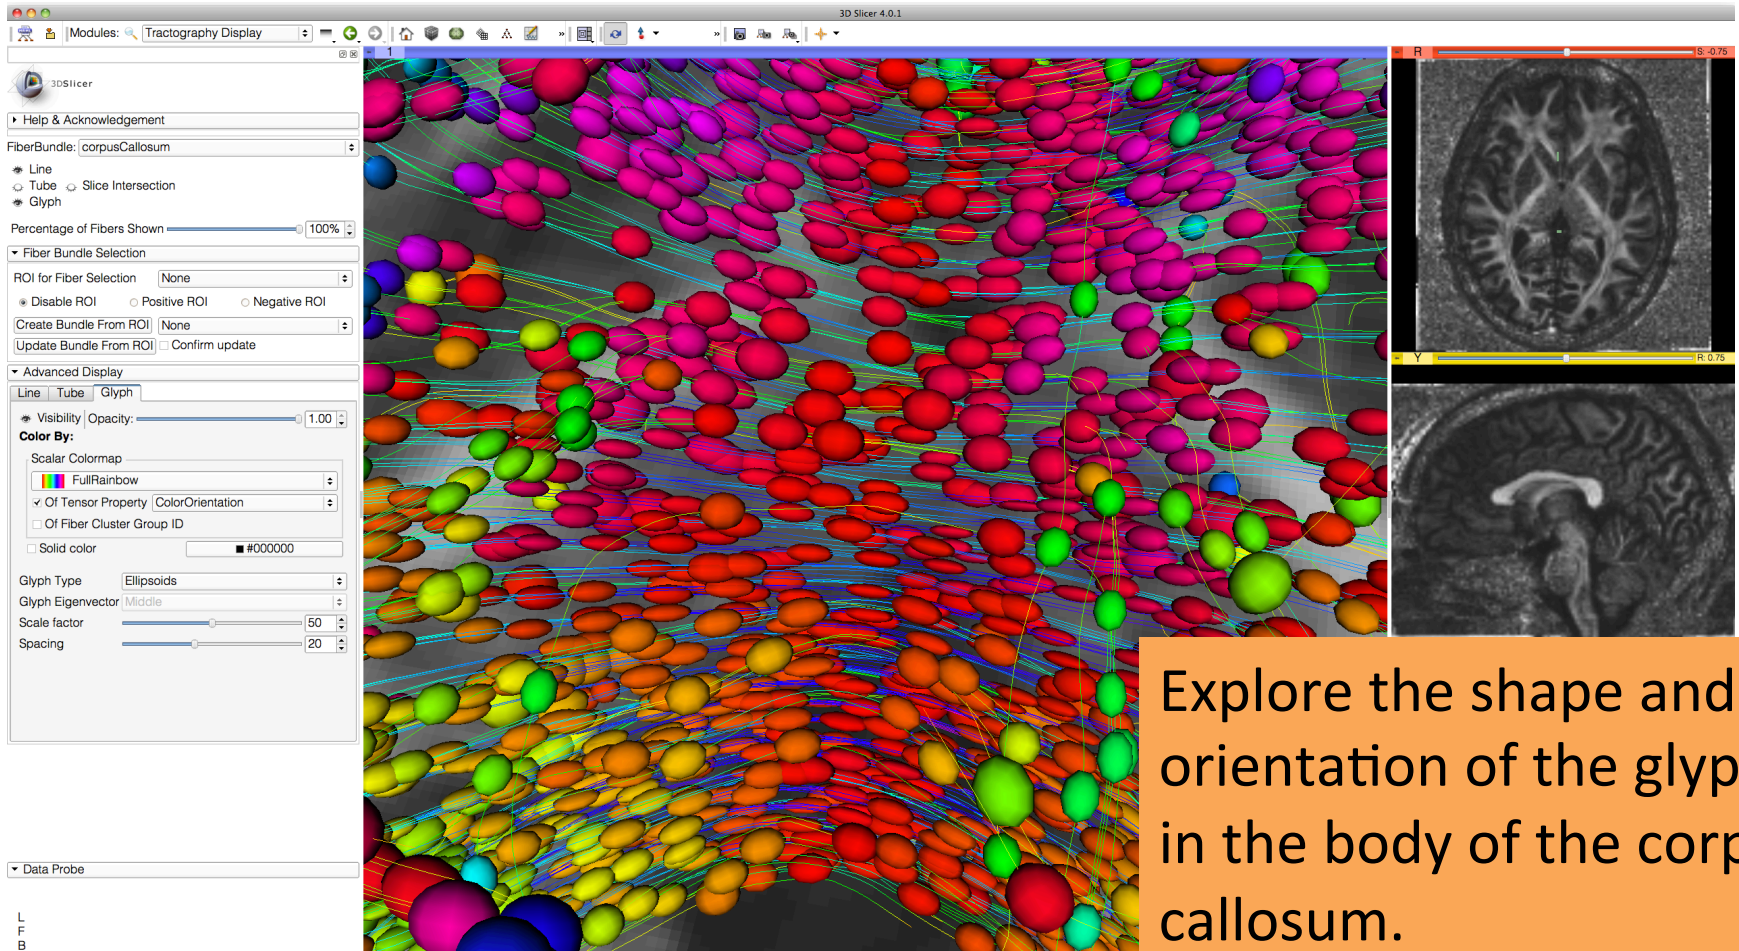 3D Slicer 4.0.1
Modules: Tractography Display
3DSlicer
Help & Acknowledgement
FiberBundle: corpusCallosum
Line
Tube Slice Intersection
Glyph
Percentage of Fibers Shown 100%
Fiber Bundle Selection
ROI for Fiber Selection None
Disable ROI Positive ROI Negative ROI
Create Bundle From ROI None
Update Bundle From ROI Confirm update
Advanced Display
Line Tube Glyph
Visibility Opacity: 1.00
Color By:
Scalar Colormap
FullRainbow
Of Tensor Property ColorOrientation
Of Fiber Cluster Group ID
Solid color #000000
Glyph Type Ellipsoids
Glyph Eigenvector Middle
Scale factor 50
Spacing 20
Data Probe
L
F
B
1
R S: -0.75
Y R: 0.75
Explore the shape and
orientation of the glyp
in the body of the corp
callosum.